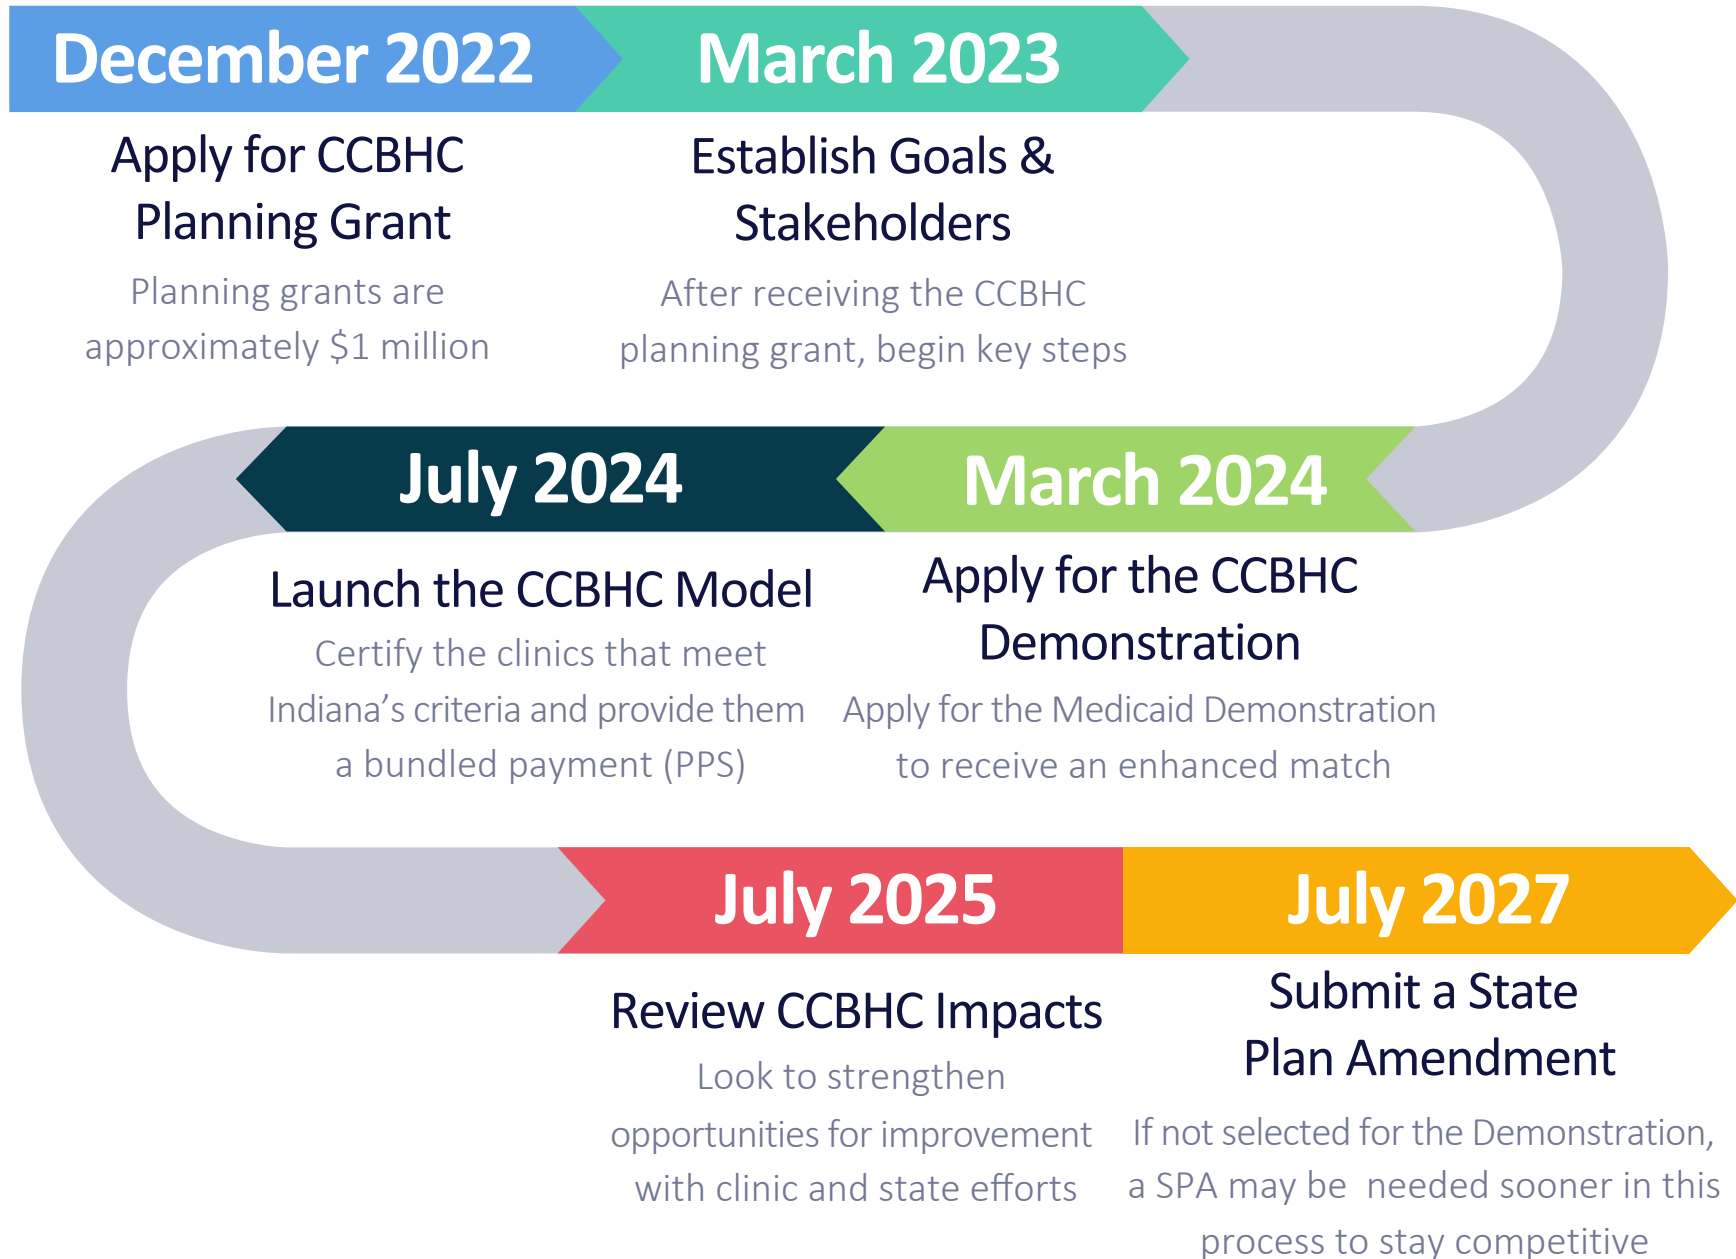 December 2022
Apply for CCBHC
Planning Grant
Planning grants are
approximately $1 million
March 2023
Establish Goals &
Stakeholders
After receiving the CCBHC
planning grant, begin key steps
March 2024
Apply for the CCBHC
Demonstration
Apply for the Medicaid Demonstration
to receive an enhanced match
July 2024
Launch the CCBHC Model
Certify the clinics that meet
Indiana’s criteria and provide them
a bundled payment (PPS)
July 2025
Review CCBHC Impacts
Look to strengthen
opportunities for improvement
with clinic and state efforts
July 2027
Submit a State
Plan Amendment
If not selected for the Demonstration,
a SPA may be needed sooner in this
process to stay competitive